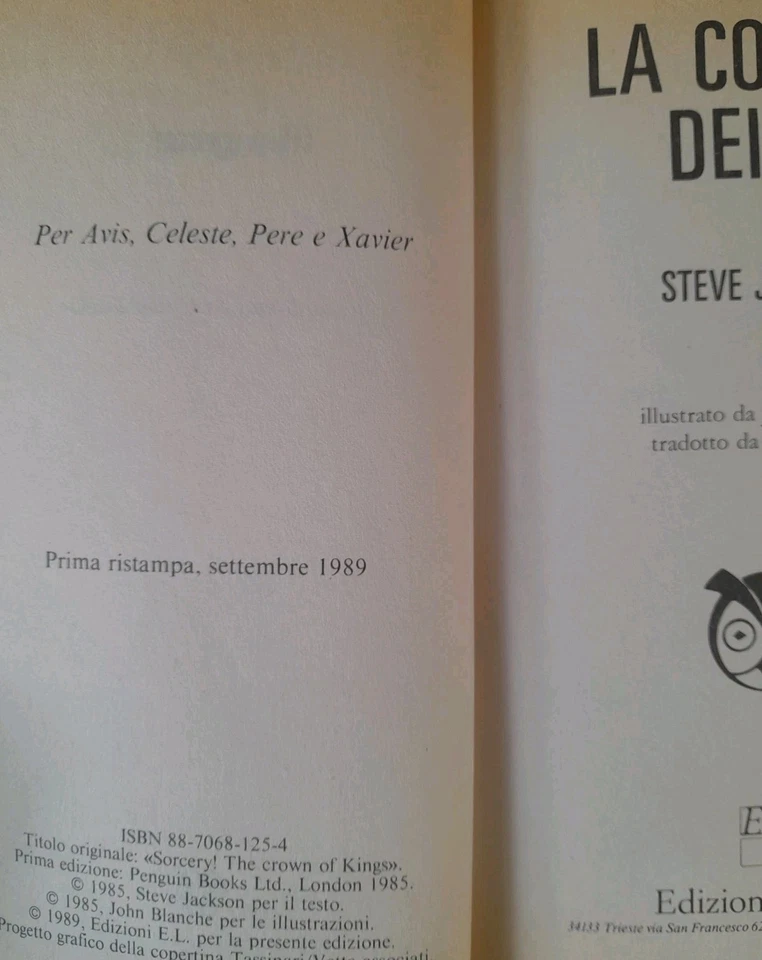 Per Avis, Celeste, Pere e Xavier
Prima ristampa, settembre 1989
ISBN 88-7068-125-4
Titolo originale: «Sorcery! The crown of Kings».
Prima edizione: Penguin Books Ltd., London 1985.
© 1985, Steve Jackson per il testo.
© 1985, John Blanche per le illustrazioni.
© 1989, Edizioni E.L. per la presente edizione.
Progetto grafico della copertina
LA CO
DEI
STEVE J
illustrato da
tradotto da
E
Edizion
34133 Trieste via San Francesco 62